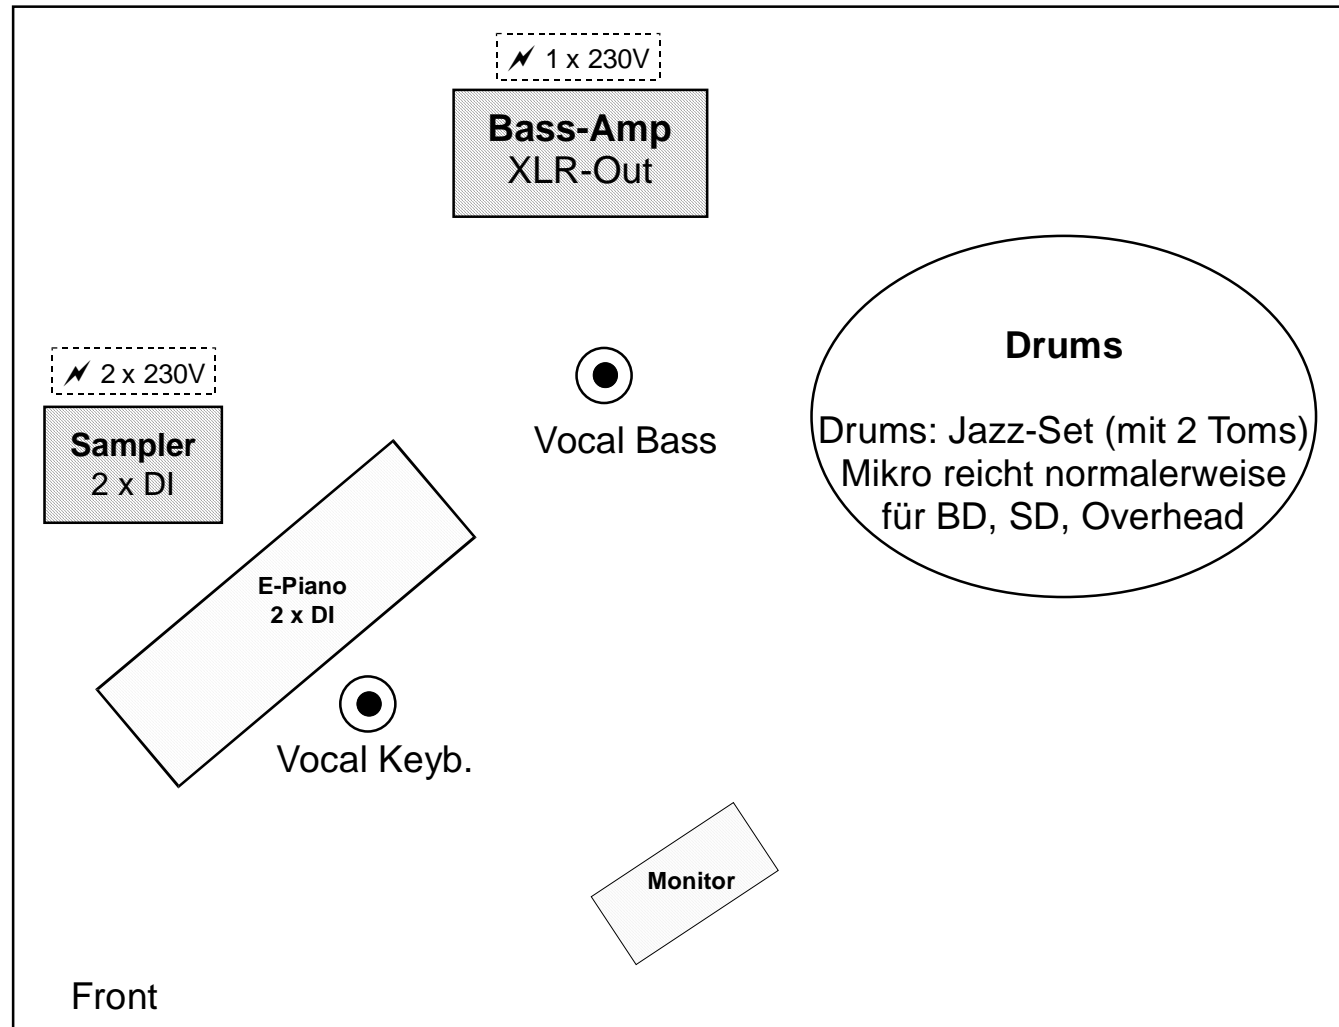 1 x 230V
Bass-Amp
XLR-Out
Drums
Drums: Jazz-Set (mit 2 Toms)
Mikro reicht normalerweise
für BD, SD, Overhead
2 x 230V
Sampler
2 x DI
Vocal Bass
E-Piano
2 x DI
Vocal Keyb.
Monitor
Front